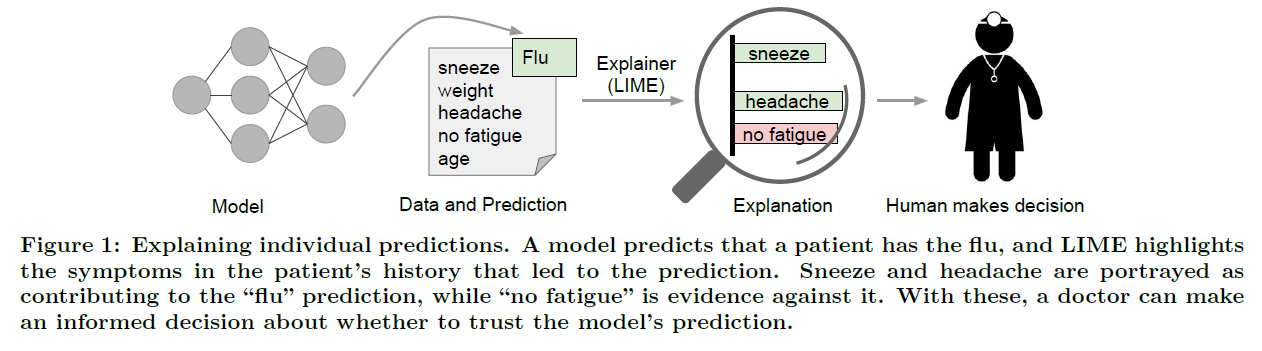 Flu
sneeze
weight
headache
no fatigue
age
Explainer
(LIME)
sneeze
headache
no fatigue
Model
Data and Prediction
Explanation
Human makes decision
Figure 1: Explaining individual predictions. A model predicts that a patient has the flu, and LIME highlights
the symptoms in the patient's history that led to the prediction. Sneeze and headache are portrayed as
contributing to the “flu” prediction, while “no fatigue” is evidence against it. With these, a doctor can make
an informed decision about whether to trust the model's prediction.